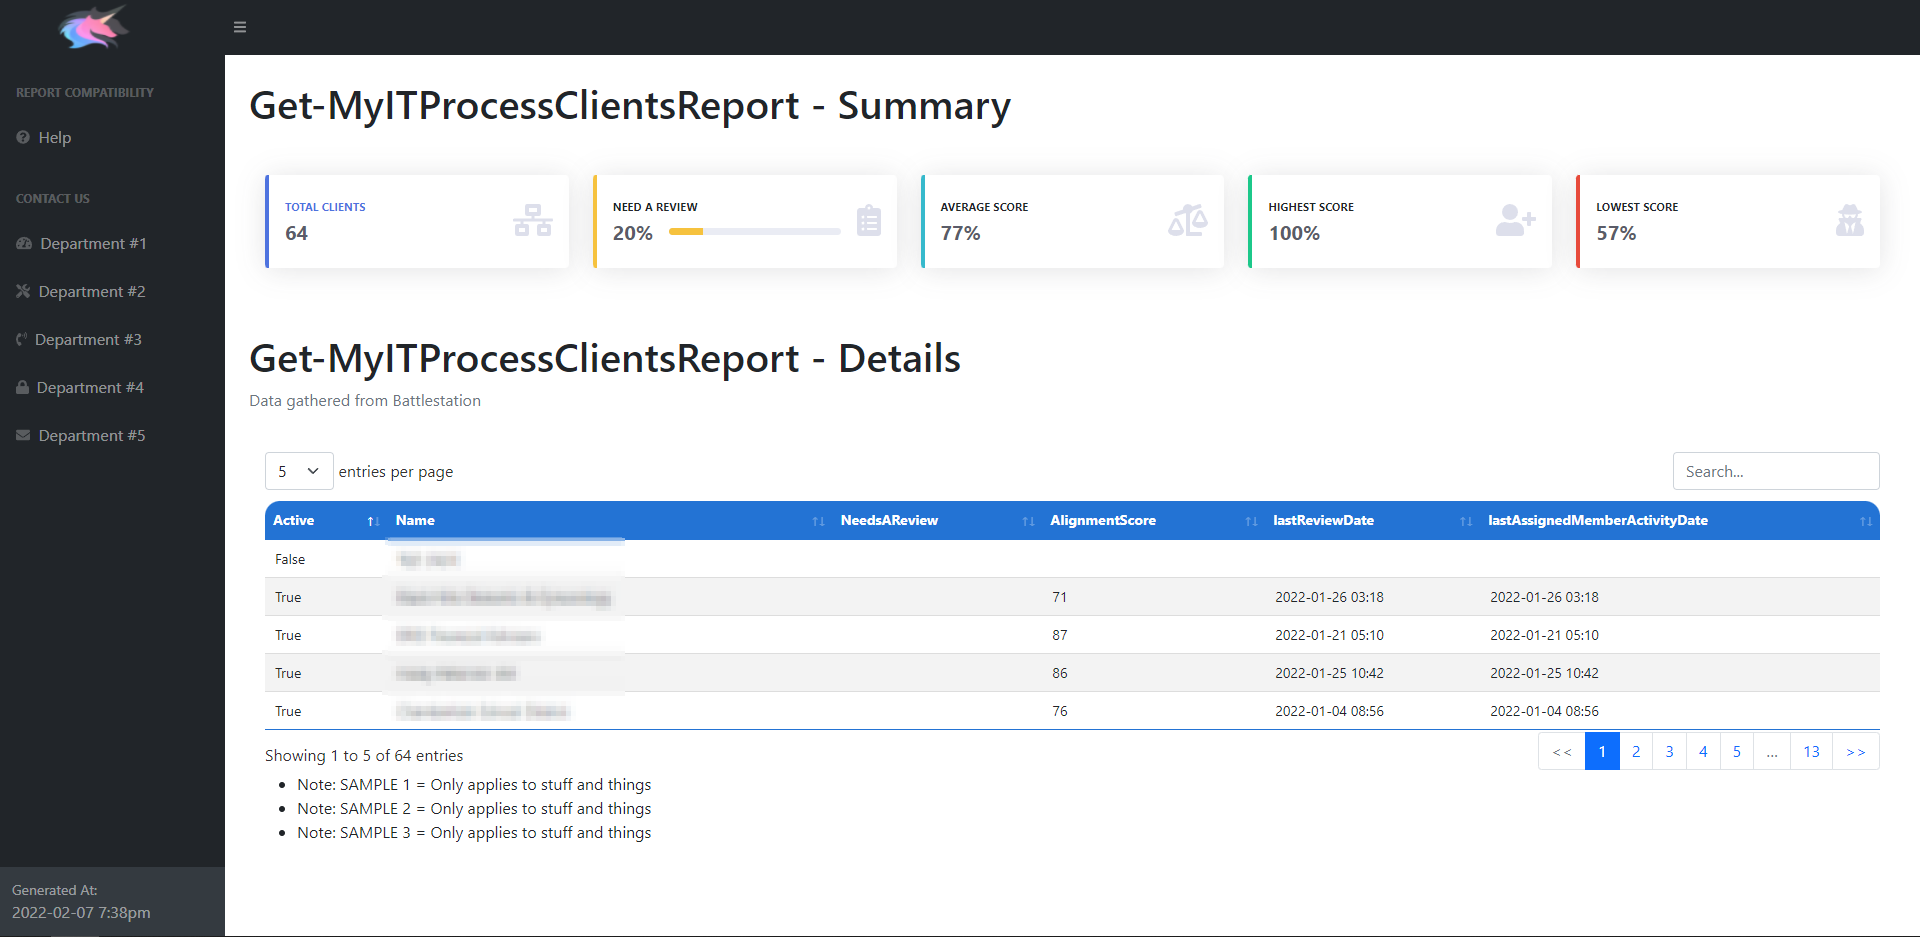 REPORT COMPATIBILITY
Help
CONTACT US
Department #1
Department #2
Department #3
Department #4
Department #5
Generated At:
2022-02-07 7:38pm
Get-MyITProcessClientsReport - Summary
TOTAL CLIENTS
64
NEED A REVIEW
20%
AVERAGE SCORE
77%
HIGHEST SCORE
100%
LOWEST SCORE
57%
Get-MyITProcessClientsReport - Details
Data gathered from Battlestation
5 entries per page
Search...
Active Name NeedsAReview AlignmentScore lastReviewDate lastAssignedMemberActivityDate
False
True 71 2022-01-26 03:18 2022-01-26 03:18
True 87 2022-01-21 05:10 2022-01-21 05:10
True 86 2022-01-25 10:42 2022-01-25 10:42
True 76 2022-01-04 08:56 2022-01-04 08:56
Showing 1 to 5 of 64 entries
<< 1 2 3 4 5 ... 13 >>
Note: SAMPLE 1 = Only applies to stuff and things
Note: SAMPLE 2 = Only applies to stuff and things
Note: SAMPLE 3 = Only applies to stuff and things